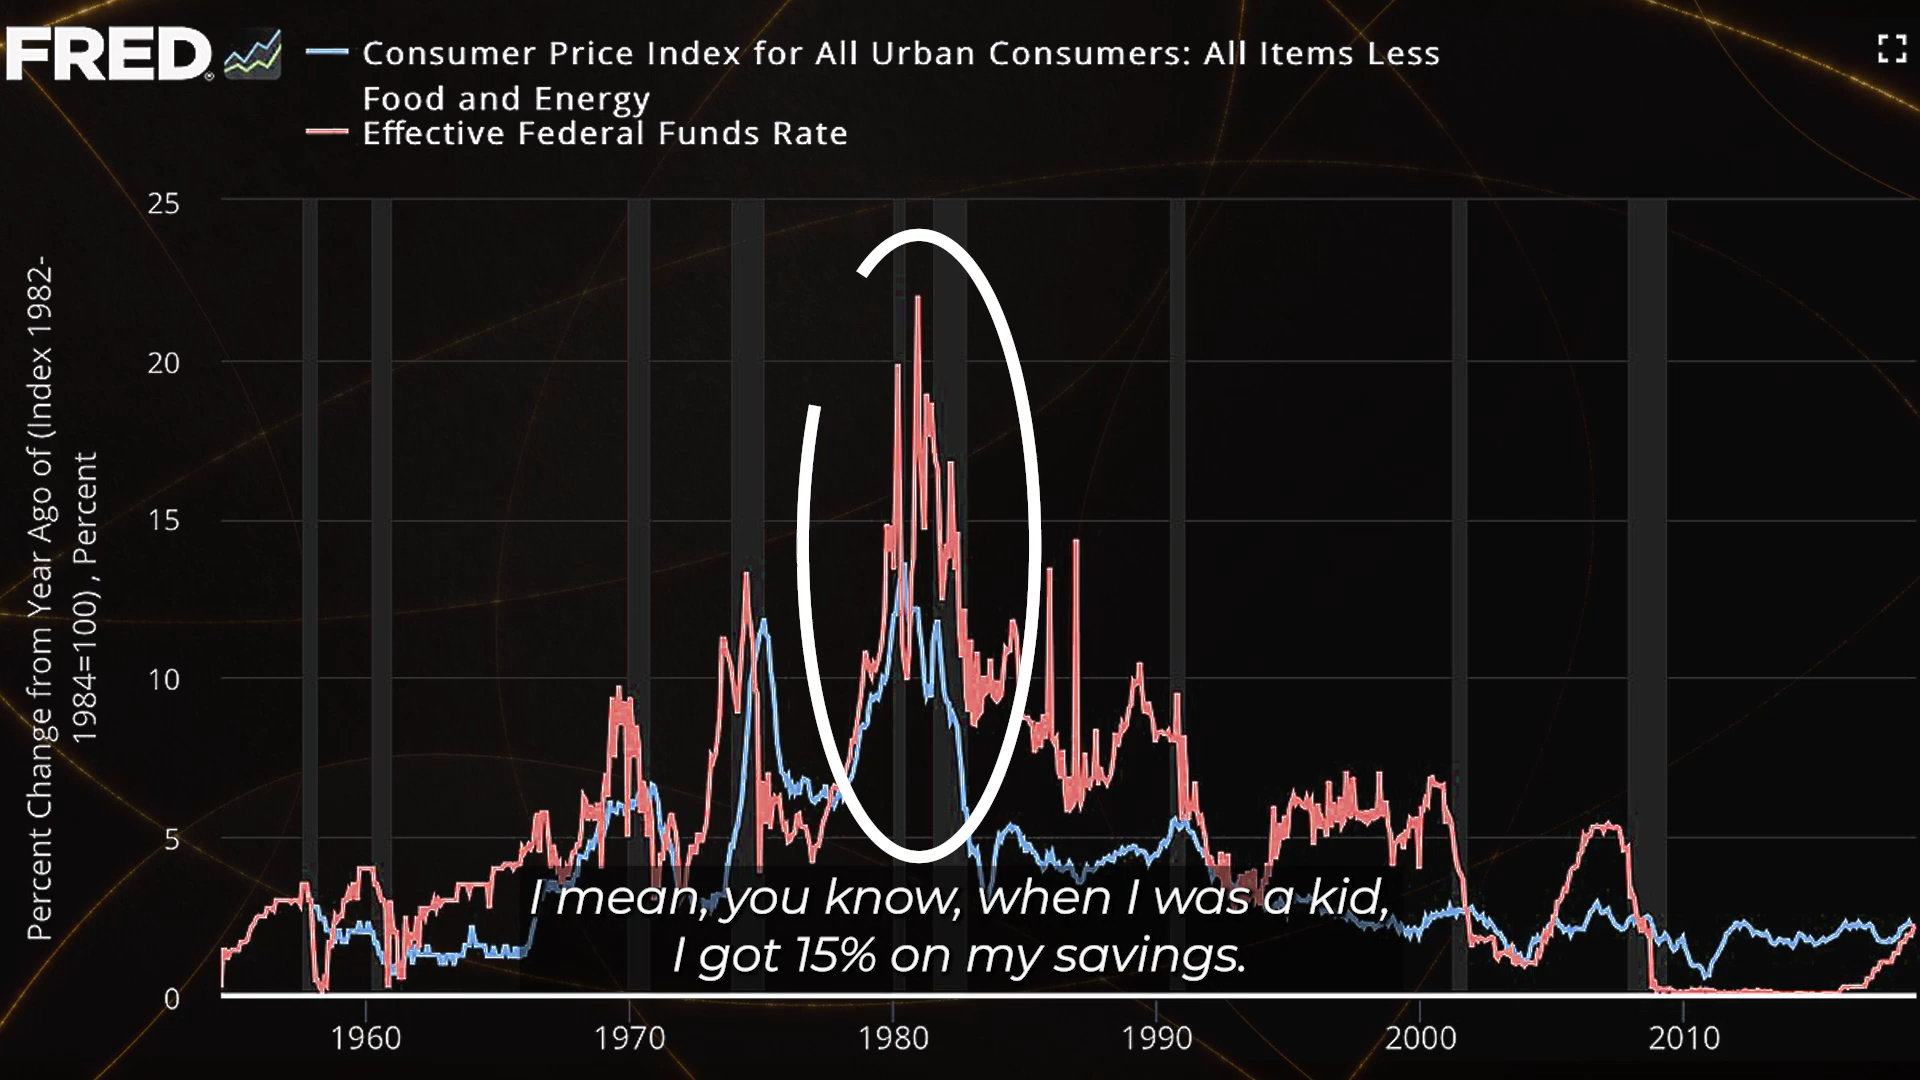 FRED
Consumer Price Index for All Urban Consumers: All Items Less
Food and Energy
Effective Federal Funds Rate
Percent Change from Year Ago of (Index 1982-
1984=100) , Percent
25
20
15
10
5
0
I mean, you know, when I was a kid,
I got 15% on my savings.
1960
1970
1980
1990
2000
2010